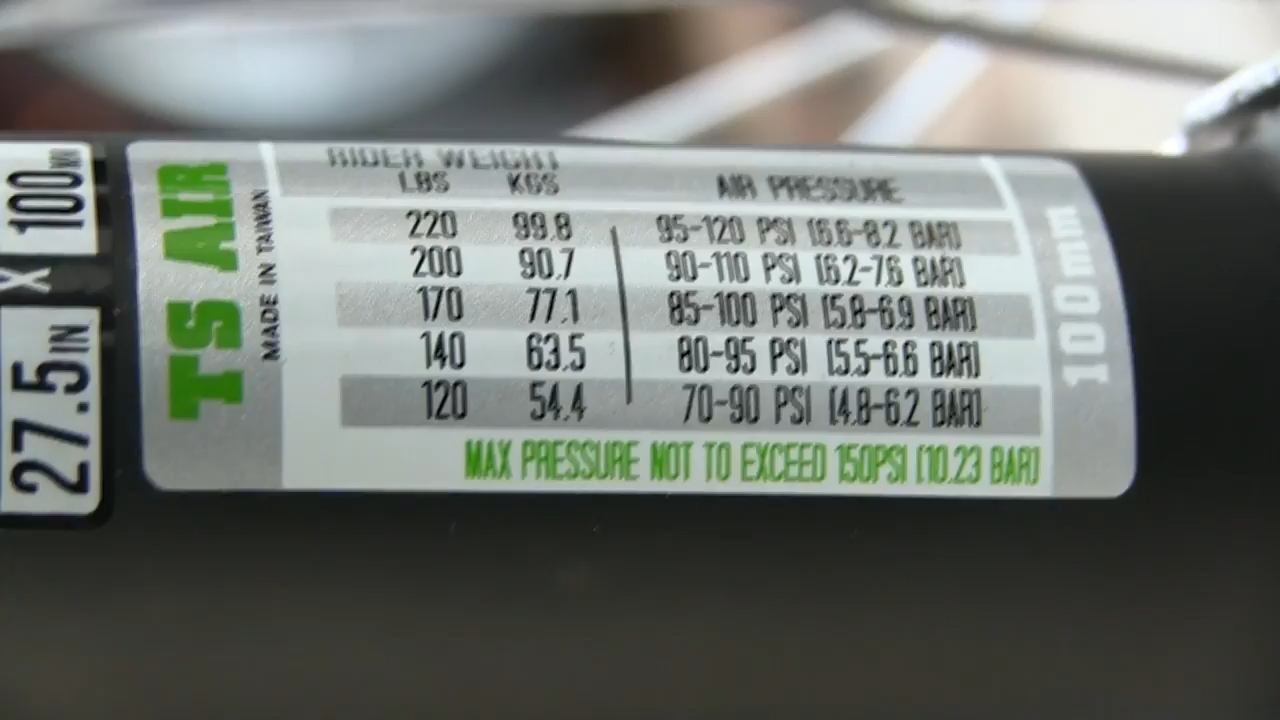 27.5IN X 100MM
TS AIR
MADE IN TAIWAN
RIDER WEIGHT
LBS KGS AIR PRESSURE
220 99.8 95-120 PSI [6.6-8.2 BAR]
200 90.7 90-110 PSI [6.2-7.6 BAR]
170 77.1 85-100 PSI [5.8-6.9 BAR]
140 63.5 80-95 PSI [5.5-6.6 BAR]
120 54.4 70-90 PSI [4.8-6.2 BAR]
MAX PRESSURE NOT TO EXCEED 150PSI [10.23 BAR]
100mm